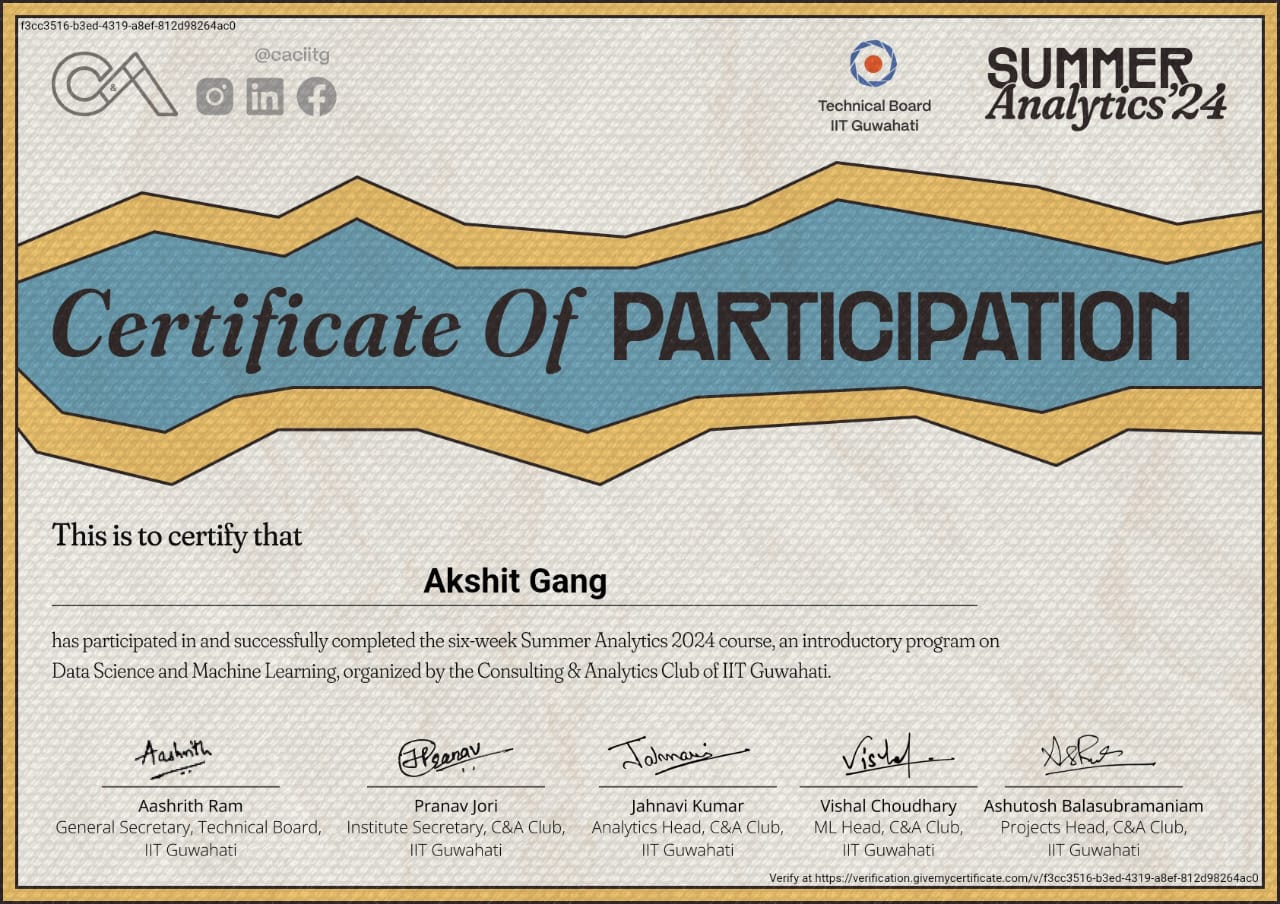 f3cc3516-b3ed-4319-a8ef-812d98264ac0
C&A
@caciitg
in
Technical Board
IIT Guwahati
SUMMER
Analytics'24
Certificate Of PARTICIPATION
This is to certify that
Akshit Gang
has participated in and successfully completed the six-week Summer Analytics 2024 course, an introductory program on
Data Science and Machine Learning, organized by the Consulting & Analytics Club of IIT Guwahati.
Aashrith
Pranav
Jahnavi
Vishal
Aashrith Ram
General Secretary, Technical Board,
IIT Guwahati
Pranav Jori
Institute Secretary, C&A Club,
IIT Guwahati
Jahnavi Kumar
Analytics Head, C&A Club,
IIT Guwahati
Vishal Choudhary
ML Head, C&A Club,
IIT Guwahati
Ashutosh Balasubramaniam
Projects Head, C&A Club,
IIT Guwahati
Verify at https://verification.givemycertificate.com/v/f3cc3516-b3ed-4319-a8ef-812d98264ac0